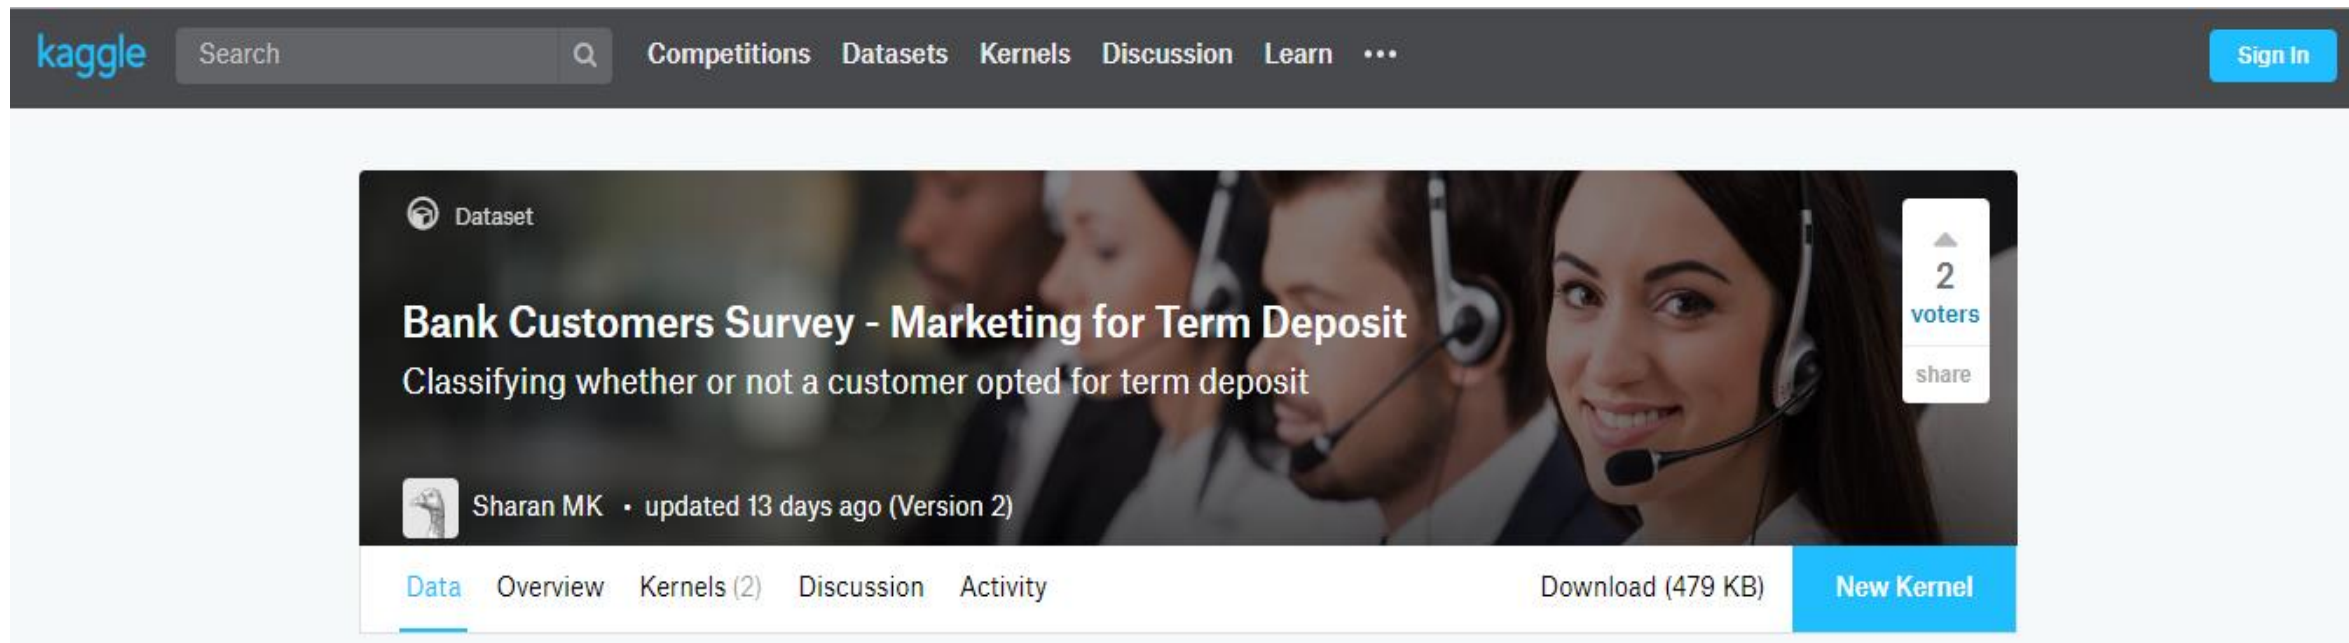 kaggle Search Competitions Datasets Kernels Discussion Learn ••• Sign In
Dataset
2
voters
share
Bank Customers Survey - Marketing for Term Deposit
Classifying whether or not a customer opted for term deposit
Sharan MK • updated 13 days ago (Version 2)
Data Overview Kernels (2) Discussion Activity Download (479 KB) New Kernel